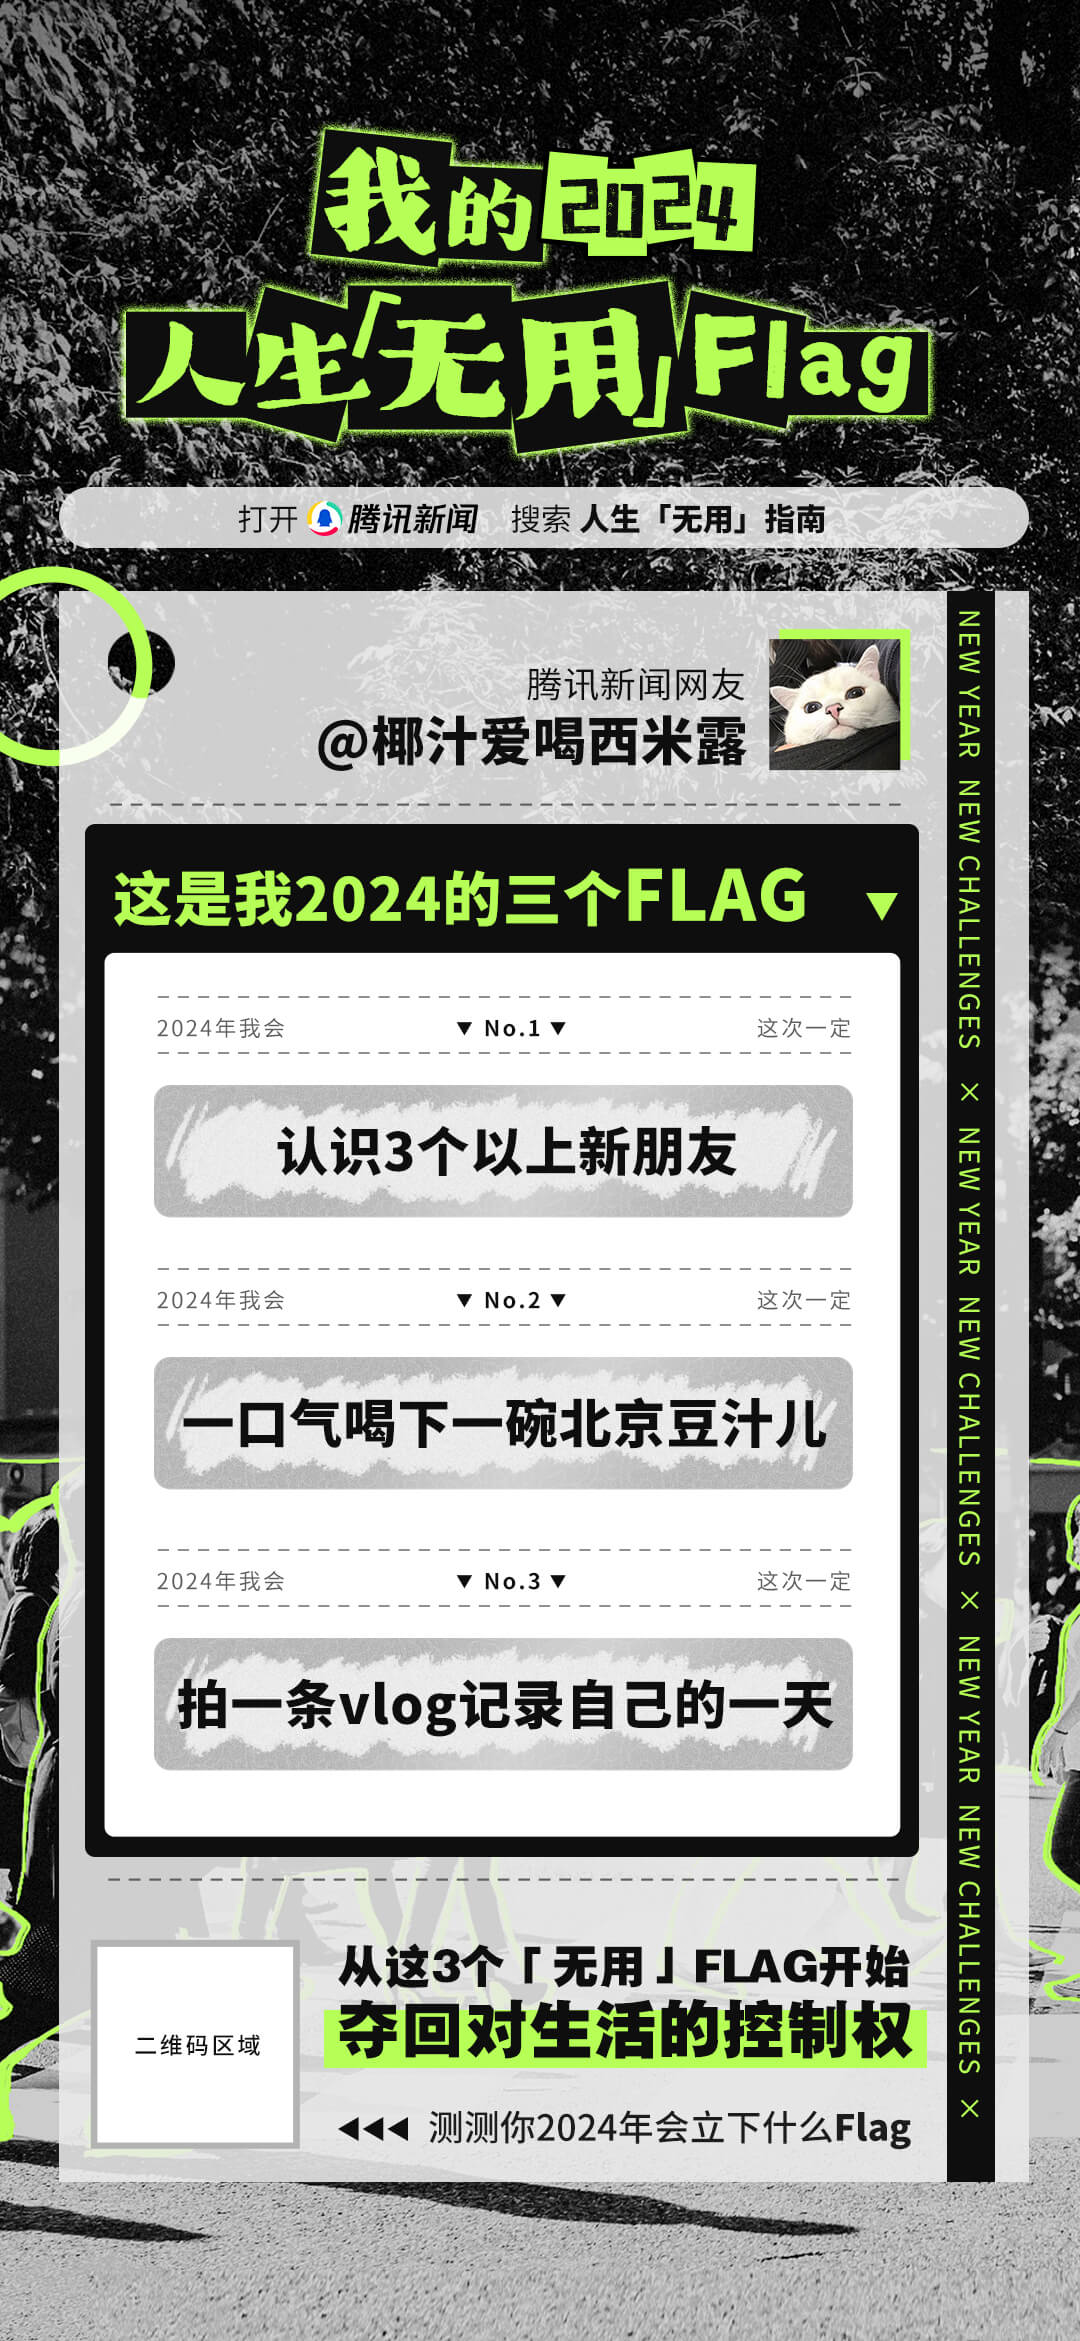 我的2024
人生「无用」Flag
打开 腾讯新闻 搜索 人生「无用」指南
腾讯新闻网友
@椰汁爱喝西米露
这是我2024的三个FLAG ▼
2024年我会 ▼ No.1 ▼ 这次一定
认识3个以上新朋友
2024年我会 ▼ No.2 ▼ 这次一定
一口气喝下一碗北京豆汁儿
2024年我会 ▼ No.3 ▼ 这次一定
拍一条vlog记录自己的一天
二维码区域
从这3个「无用」FLAG开始
夺回对生活的控制权
◀◀◀ 测测你2024年会立下什么Flag
NEW YEAR NEW CHALLENGES × NEW YEAR NEW CHALLENGES × NEW YEAR NEW CHALLENGES ×